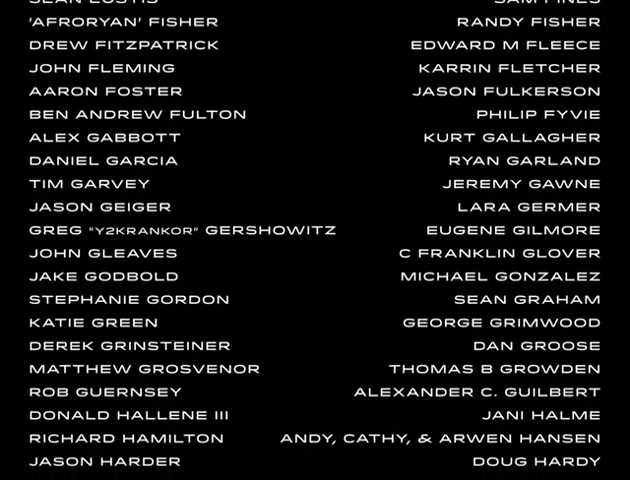 SEAN EUSTIS SAM FINES
'AFRORYAN' FISHER RANDY FISHER
DREW FITZPATRICK EDWARD M FLEECE
JOHN FLEMING KARRIN FLETCHER
AARON FOSTER JASON FULKERSON
BEN ANDREW FULTON PHILIP FYVIE
ALEX GABBOTT KURT GALLAGHER
DANIEL GARCIA RYAN GARLAND
TIM GARVEY JEREMY GAWNE
JASON GEIGER LARA GERMER
GREG "Y2KRANKOR" GERSHOWITZ EUGENE GILMORE
JOHN GLEAVES C FRANKLIN GLOVER
JAKE GODBOLD MICHAEL GONZALEZ
STEPHANIE GORDON SEAN GRAHAM
KATIE GREEN GEORGE GRIMWOOD
DEREK GRINSTEINER DAN GROOSE
MATTHEW GROSVENOR THOMAS B GROWDEN
ROB GUERNSEY ALEXANDER C. GUILBERT
DONALD HALLENE III JANI HALME
RICHARD HAMILTON ANDY, CATHY, & ARWEN HANSEN
JASON HARDER DOUG HARDY